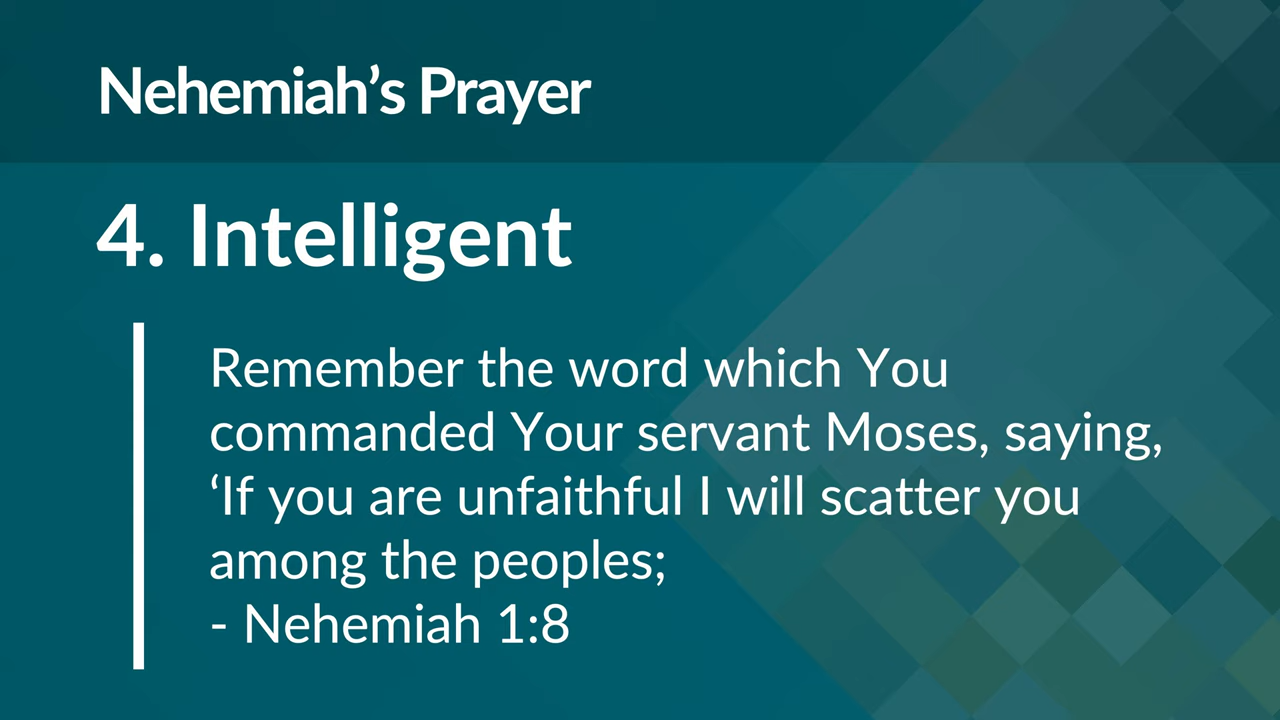 Nehemiah’s Prayer
4. Intelligent
Remember the word which You
commanded Your servant Moses, saying,
‘If you are unfaithful I will scatter you
among the peoples;
- Nehemiah 1:8